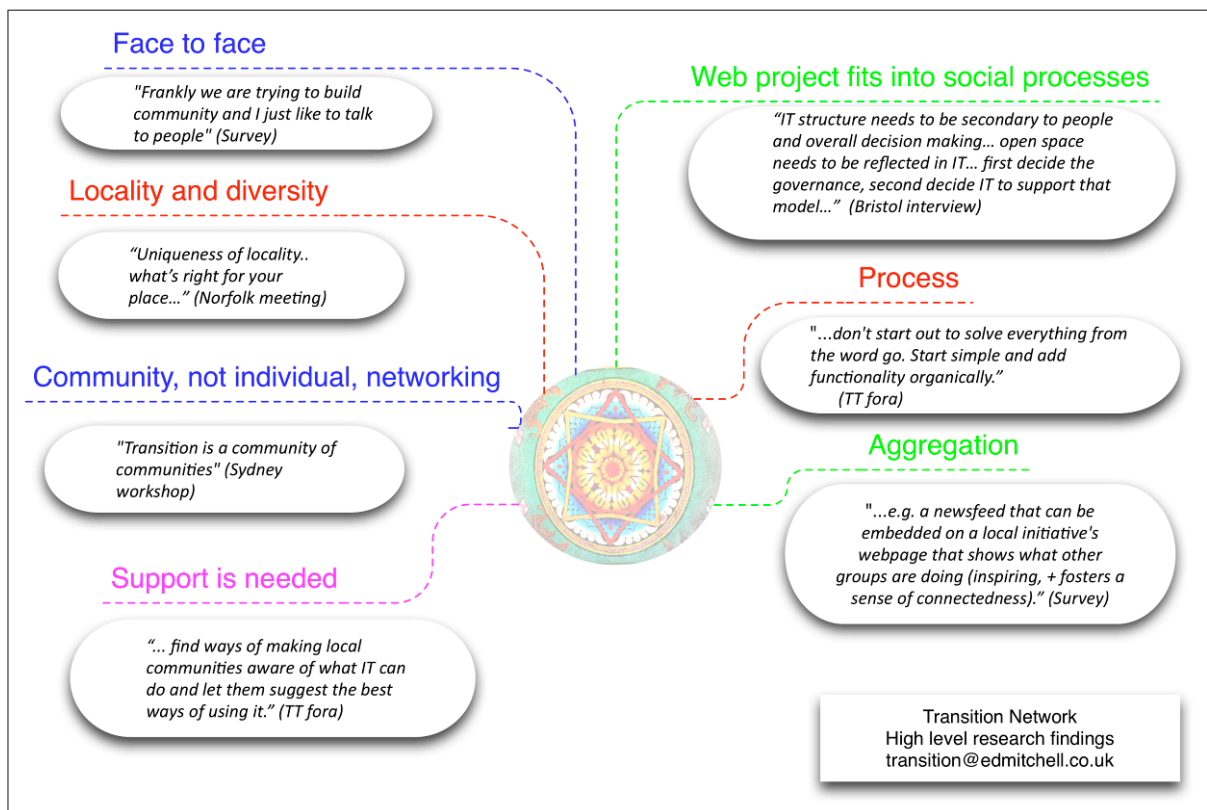 Face to face
"Frankly we are trying to build
community and I just like to talk
to people" (Survey)
Locality and diversity
“Uniqueness of locality..
what’s right for your
place…” (Norfolk meeting)
Community, not individual, networking
"Transition is a community of
communities" (Sydney
workshop)
Support is needed
“... find ways of making local
communities aware of what IT can
do and let them suggest the best
ways of using it.” (TT fora)
Web project fits into social processes
“IT structure needs to be secondary to people
and overall decision making… open space
needs to be reflected in IT… first decide the
governance, second decide IT to support that
model…” (Bristol interview)
Process
"...don't start out to solve everything from
the word go. Start simple and add
functionality organically.”
(TT fora)
Aggregation
"...e.g. a newsfeed that can be
embedded on a local initiative's
webpage that shows what other
groups are doing (inspiring, + fosters a
sense of connectedness).” (Survey)
Transition Network
High level research findings
transition@edmitchell.co.uk